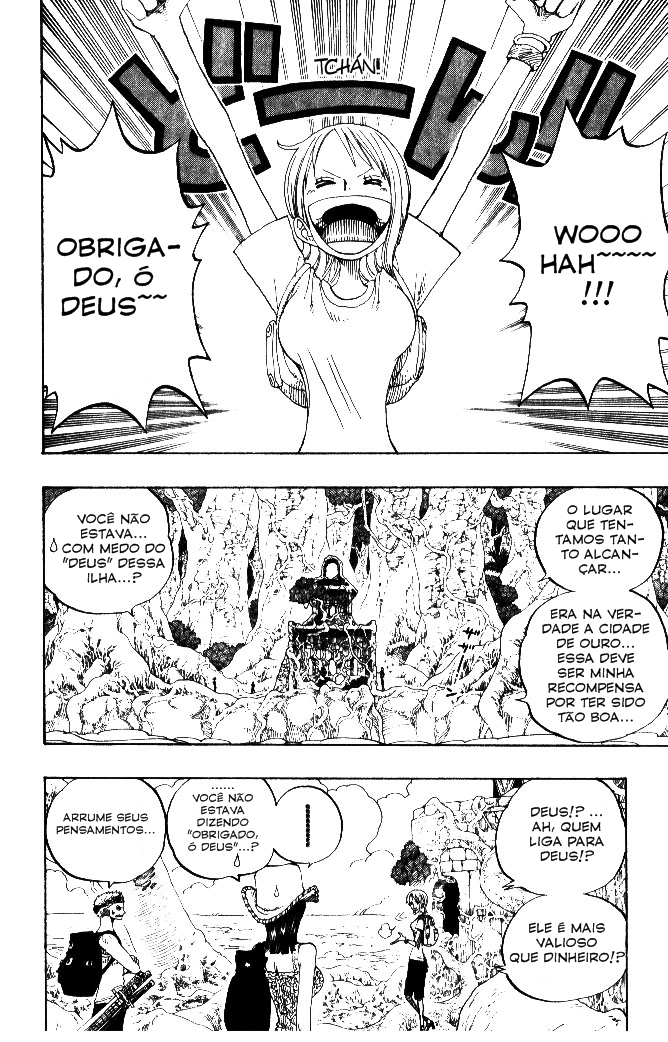 TCHÁN!!
どーん!!
WOOO
HAH~~~~
!!!
OBRIGA-
DO, Ó
DEUS~~
O LUGAR
QUE TEN-
TAMOS TAN-
TO ALCAN-
ÇAR...
ERA NA VER-
DADE A CIDADE
DE OURO...
ESSA DEVE
SER MINHA
RECOMPENSA
POR TER SIDO
TÃO BOA...
VOCÊ NÃO
ESTAVA...
COM MEDO DO
"DEUS" DESSA
ILHA...?
DEUS!? ...
AH, QUEM
LIGA PARA
DEUS!?
ELE É MAIS
VALIOSO
QUE DINHEIRO!?
.........
......
VOCÊ NÃO
ESTAVA
DIZENDO
"OBRIGADO,
Ó DEUS"...?
ARRUME SEUS
PENSAMENTOS...